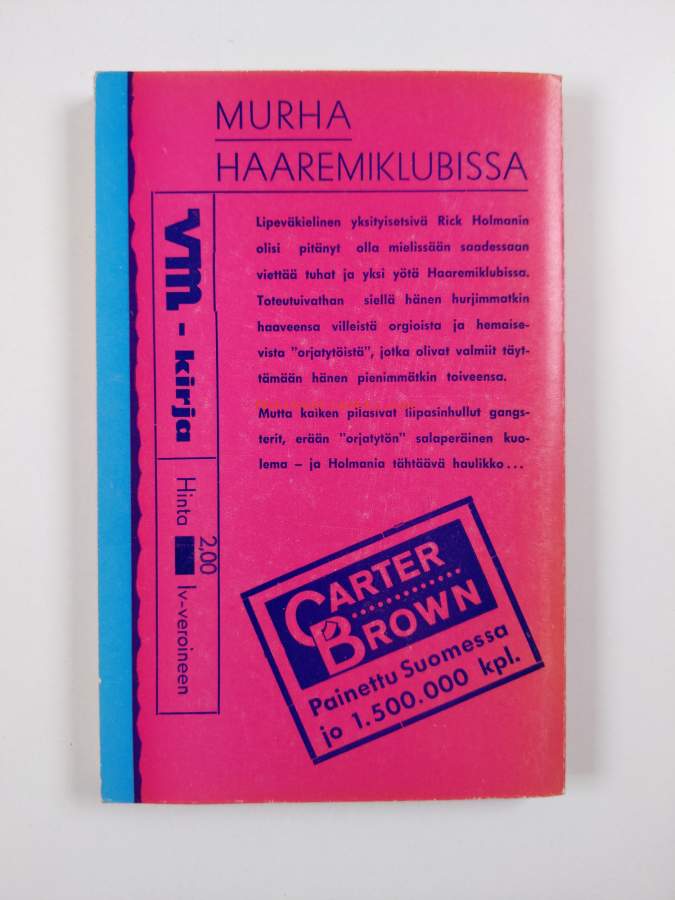 MURHA
HAAREMIKLUBISSA
Lipeväkielinen yksityisetsivä Rick Holmanin
olisi pitänyt olla mielissään saadessaan
viettää tuhat ja yksi yötä Haaremiklubissa.
Toteutuivathan siellä hänen hurjimmatkin
haaveensa villeistä orgioista ja hemaise-
vista "orjatytöistä", jotka olivat valmiit täyt-
tämään hänen pienimmätkin toiveensa.
Mutta kaiken pilasivat tiipasinhullut gangs-
terit, erään "orjatytön" salaperäinen kuo-
lema – ja Holmania tähtäävä haulikko...
vm - kirja
Hinta 2,00 lv-veroineen
CARTER
BROWN
Painettu Suomessa
jo 1.500.000 kpl.